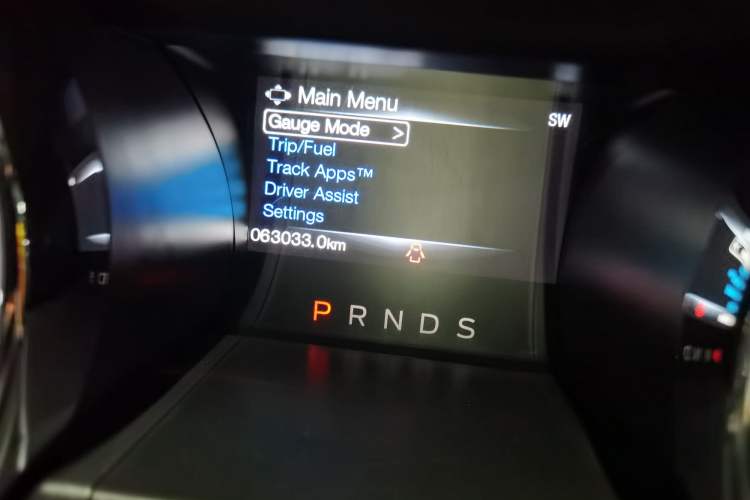 Main Menu
SW
Gauge Mode >
Trip/Fuel
Track Apps™
Driver Assist
Settings
063033.0km
P R N D S